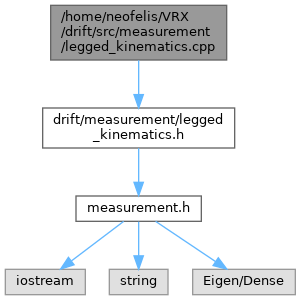 /home/neofelis/VRX
/drift/src/measurement
/legged_kinematics.cpp
drift/measurement/legged
_kinematics.h
measurement.h
iostream
string
Eigen/Dense